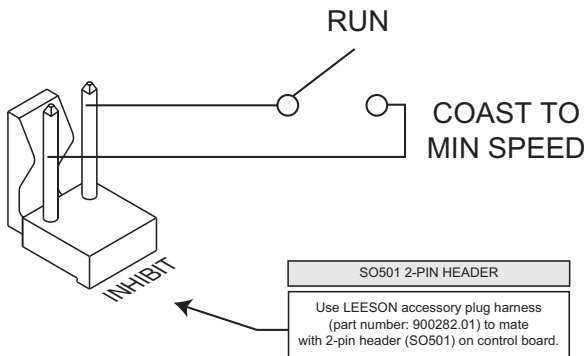 RUN
COAST TO
MIN SPEED
INHIBIT
SO501 2-PIN HEADER
Use LEESON accessory plug harness
(part number: 900282.01) to mate
with 2-pin header (SO501) on control board.